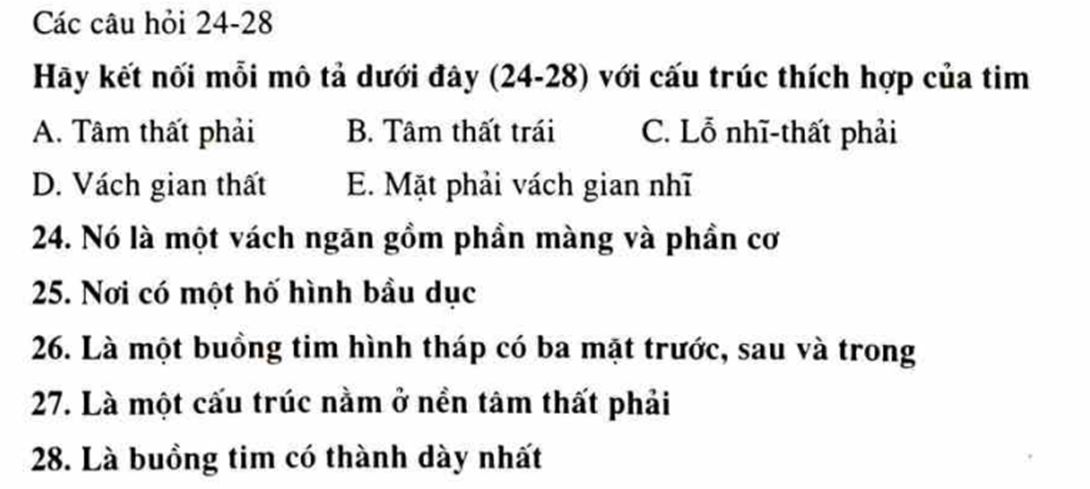 Các câu hỏi 24-28
Hãy kết nối mỗi mô tả dưới đây (24-28) với cấu trúc thích hợp của tim
A. Tâm thất phải B. Tâm thất trái C. Lỗ nhĩ-thất phải
D. Vách gian thất E. Mặt phải vách gian nhĩ
24. Nó là một vách ngăn gồm phần màng và phần cơ
25. Nơi có một hố hình bầu dục
26. Là một buồng tim hình tháp có ba mặt trước, sau và trong
27. Là một cấu trúc nằm ở nền tâm thất phải
28. Là buồng tim có thành dày nhất